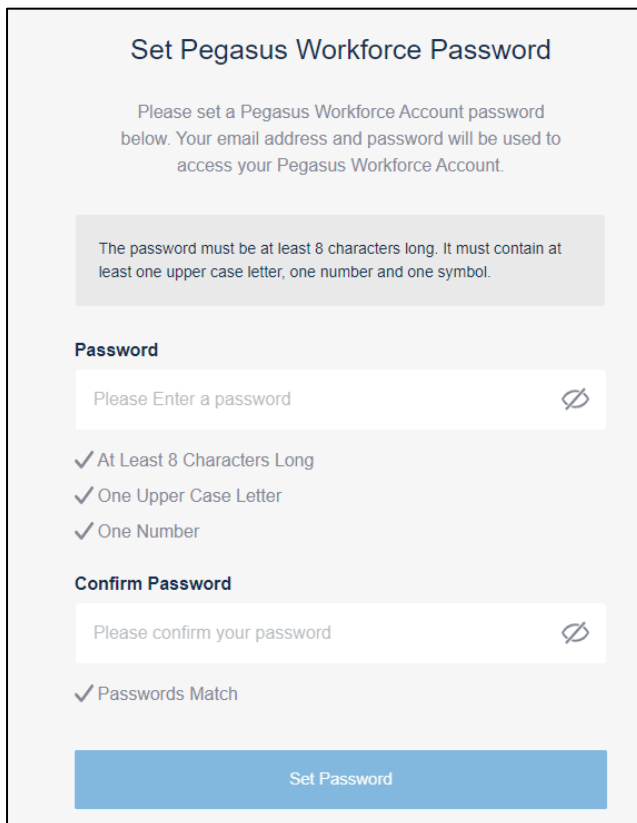 Set Pegasus Workforce Password
Please set a Pegasus Workforce Account password
below. Your email address and password will be used to
access your Pegasus Workforce Account.
The password must be at least 8 characters long. It must contain at
least one upper case letter, one number and one symbol.
Password
Please Enter a password
At Least 8 Characters Long
One Upper Case Letter
One Number
Confirm Password
Please confirm your password
Passwords Match
Set Password